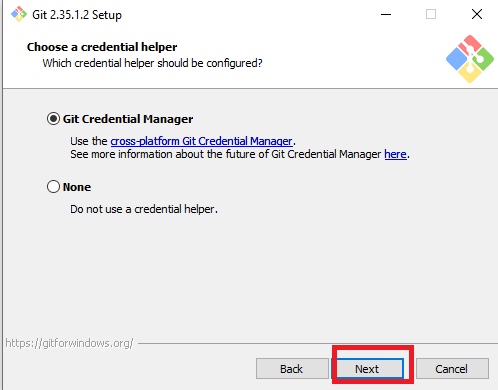 Git 2.35.1.2 Setup
Choose a credential helper
Which credential helper should be configured?
Git Credential Manager
Use the cross-platform Git Credential Manager.
See more information about the future of Git Credential Manager here.
None
Do not use a credential helper.
https://gitforwindows.org/
Back Next Cancel